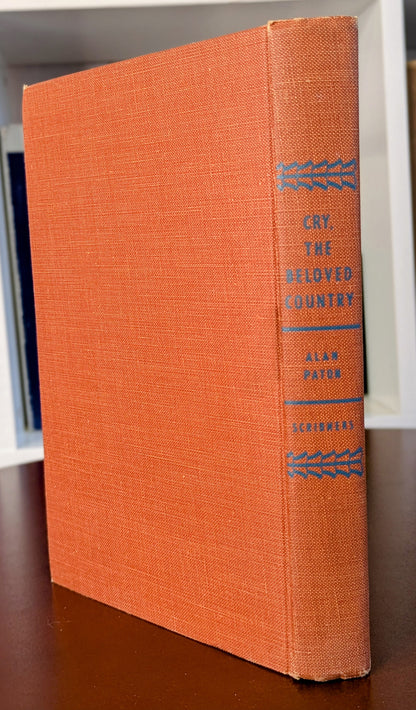 CRY,
THE
BELOVED
COUNTRY
ALAN
PATON
SCRIBNERS